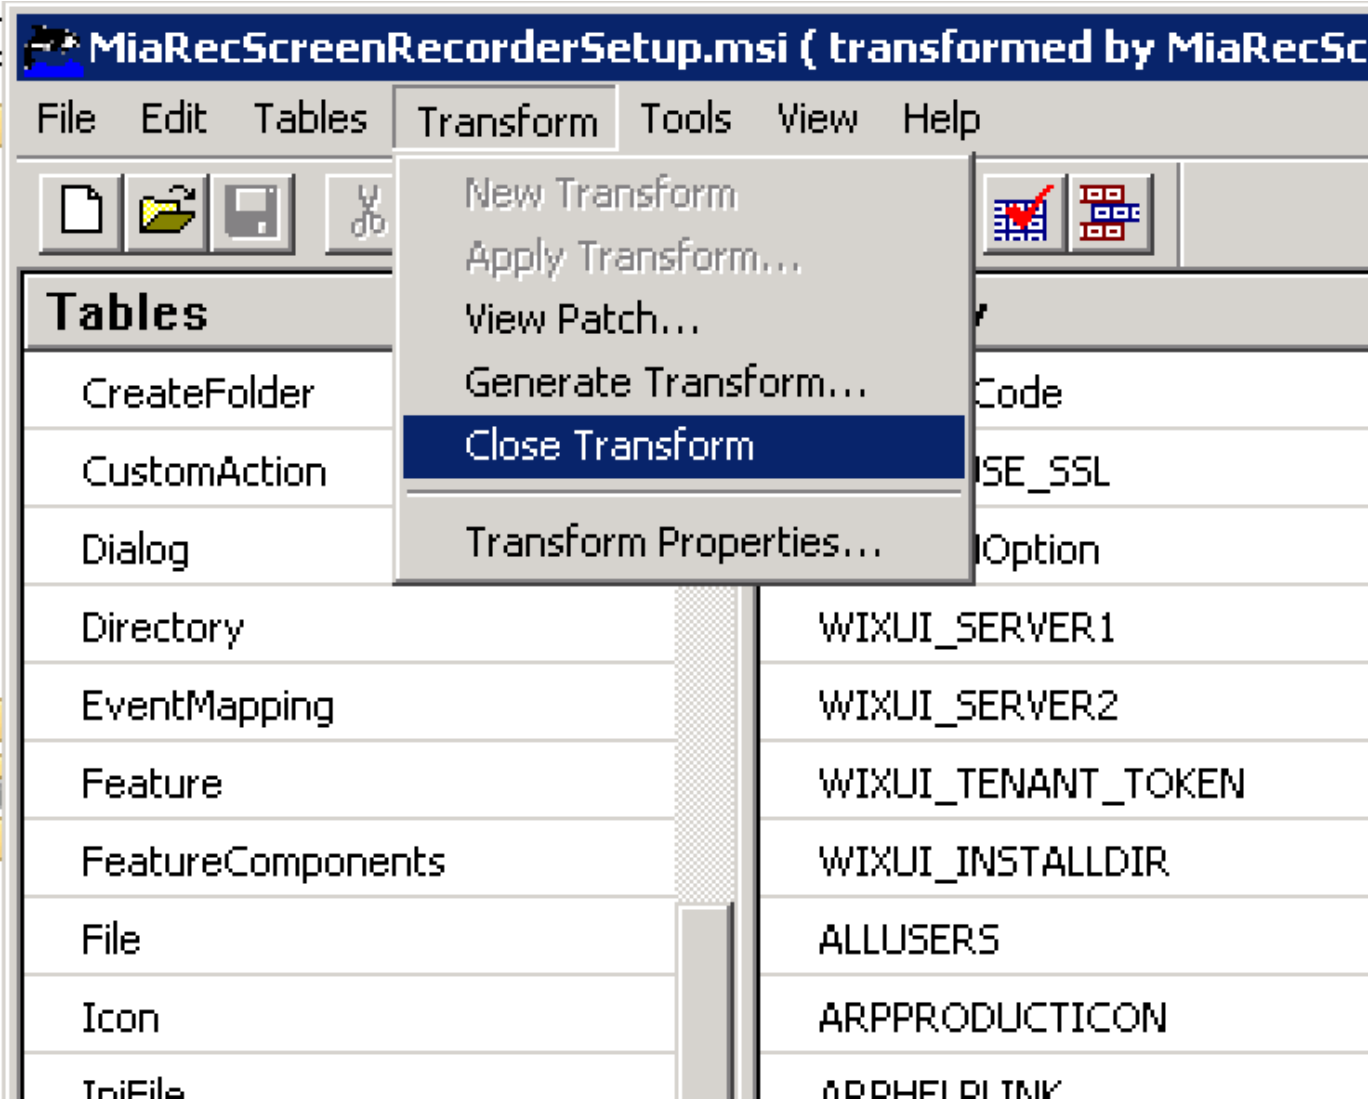 MiaRecScreenRecorderSetup.msi ( transformed by MiaRecSc
File Edit Tables Transform Tools View Help
New Transform
Apply Transform...
View Patch...
Generate Transform...
Close Transform
Transform Properties...
Tables
CreateFolder
CustomAction
Dialog
Directory
EventMapping
Feature
FeatureComponents
File
Icon
IniFile
y
Code
SE_SSL
Option
WIXUI_SERVER1
WIXUI_SERVER2
WIXUI_TENANT_TOKEN
WIXUI_INSTALLDIR
ALLUSERS
ARPPRODUCTICON
ARPHELPLINK